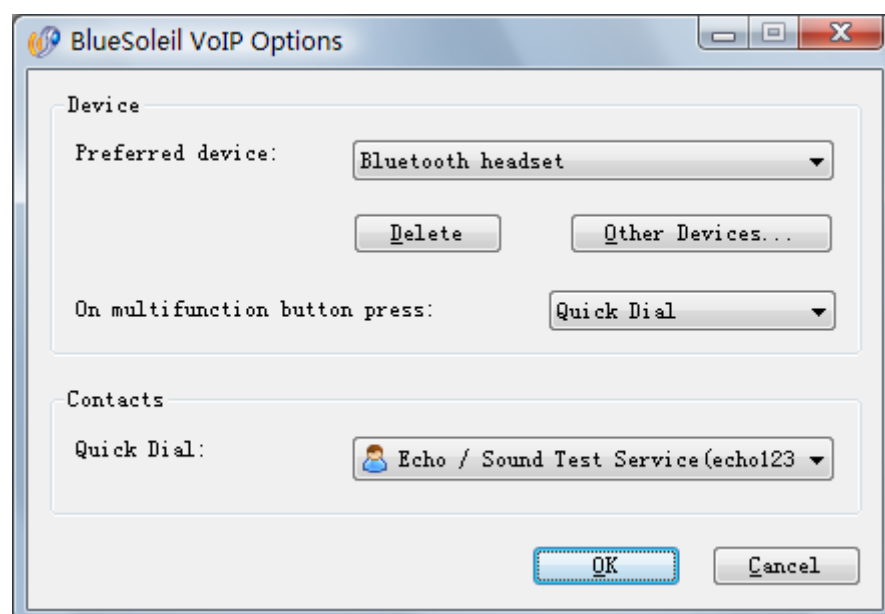 BlueSoleil VoIP Options
Device
Preferred device: Bluetooth headset
Delete Other Devices...
On multifunction button press: Quick Dial
Contacts
Quick Dial: Echo / Sound Test Service(echo123
OK Cancel